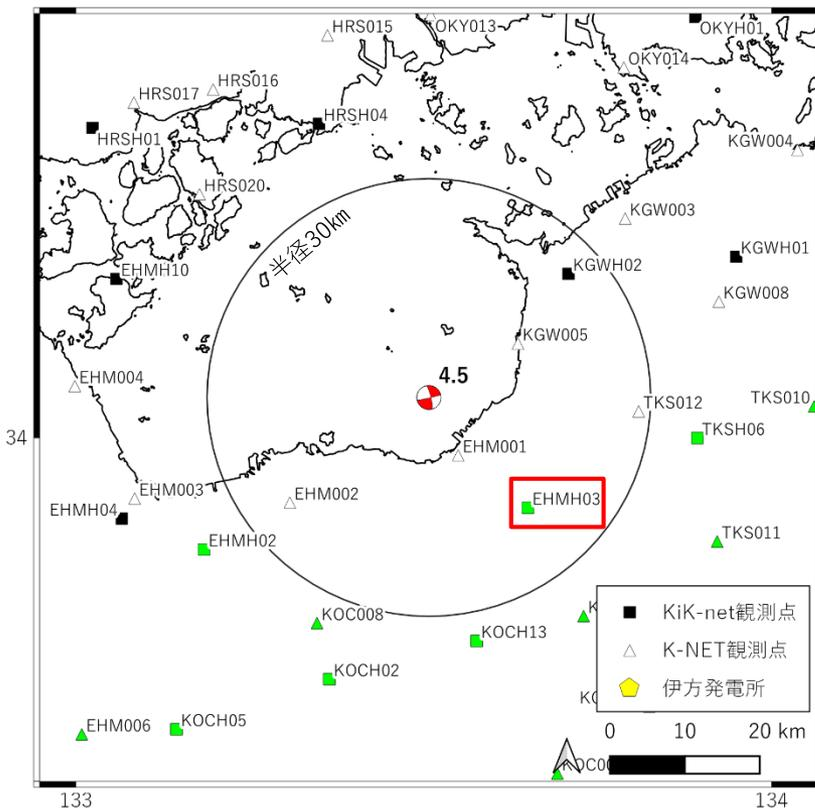 HRS015
OKY013
OKYH01
OKY014
HRS016
HRS017
HRSH04
HRSH01
KGW004
HRS020
KGW003
半径30km
KGWH01
KGWH02
EHMH10
KGW008
KGW005
4.5
EHM004
TKS010
TKS012
34
TKSH06
EHM001
EHM003
EHM002
EHMH03
EHMH04
TKS011
EHMH02
KOC008
K
KiK-net観測点
KOCH13
K-NET観測点
KOCH02
伊方発電所
KC
EHM006
KOCH05
0 10 20 km
KOC00
133
134